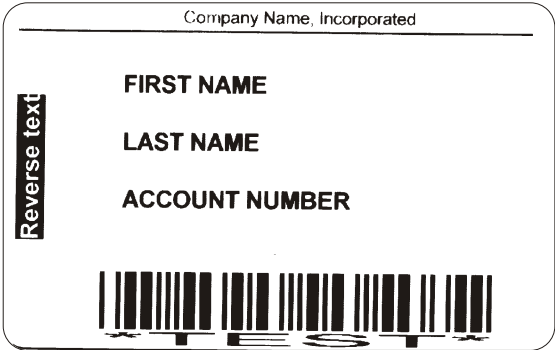 Company Name, Incorporated
FIRST NAME
LAST NAME
ACCOUNT NUMBER
Reverse text
*TEST*